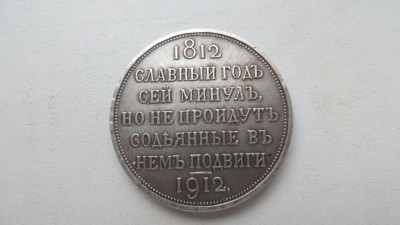 1812
СЛАВНЫЙ ГОДЪ
СЕЙ МИНУЛЪ,
НО НЕ ПРОЙДУТЪ
СОДѢЯННЫЕ ВЪ
НЕМЪ ПОДВИГИ
1912.